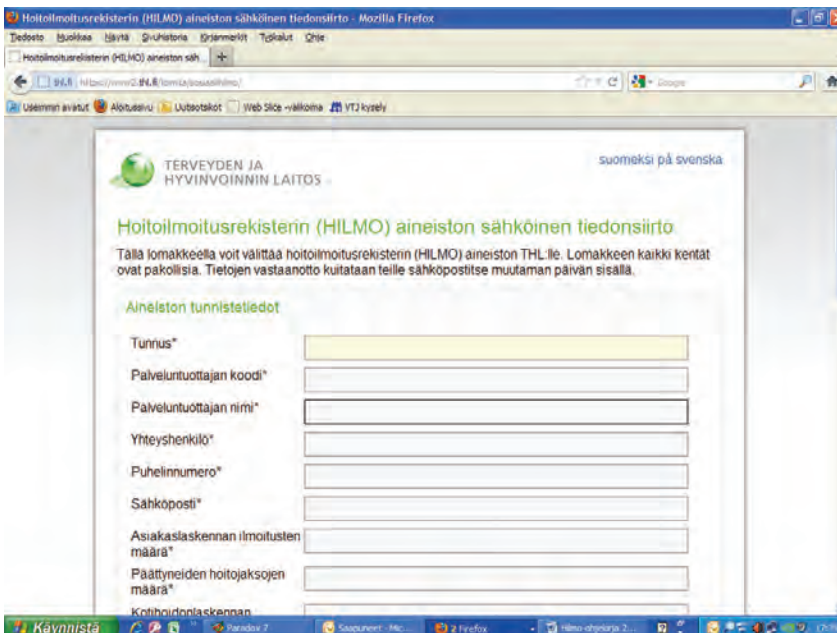 Hoitoilmoitusrekisterin (HILMO) aineiston sähköinen tiedonsiirto - Mozilla Firefox
Tiedosto Muokkaa Näytä Sivuhistoria Kirjanmerkit Työkalut Ohje
Hoitoilmoitusrekisterin (HILMO) aineiston säh...
Google
Useimmin avatut Aloitussivu Uutisotsikot Web Slice -valikoima YTJ kysely
TERVEYDEN JA
HYVINVOINNIN LAITOS
suomeksi på svenska
Hoitoilmoitusrekisterin (HILMO) aineiston sähköinen tiedonsiirto
Tällä lomakkeella voit välittää hoitoilmoitusrekisterin (HILMO) aineiston THL:lle. Lomakkeen kaikki kentät
ovat pakollisia. Tietojen vastaanotto kuitataan teille sähköpostitse muutaman päivän sisällä.
Aineiston tunnistetiedot
Tunnus*
Palveluntuottajan koodi*
Palveluntuottajan nimi*
Yhteyshenkilö*
Puhelinnumero*
Sähköposti*
Asiakaslaskennan ilmoitusten
määrä*
Päättyneiden hoitojaksojen
määrä*
Kotihoidonlaskennan
Käynnistä Paradox 7 Saapuneet - Mic... 2 Firefox Hilmo-ohjekirja 2...